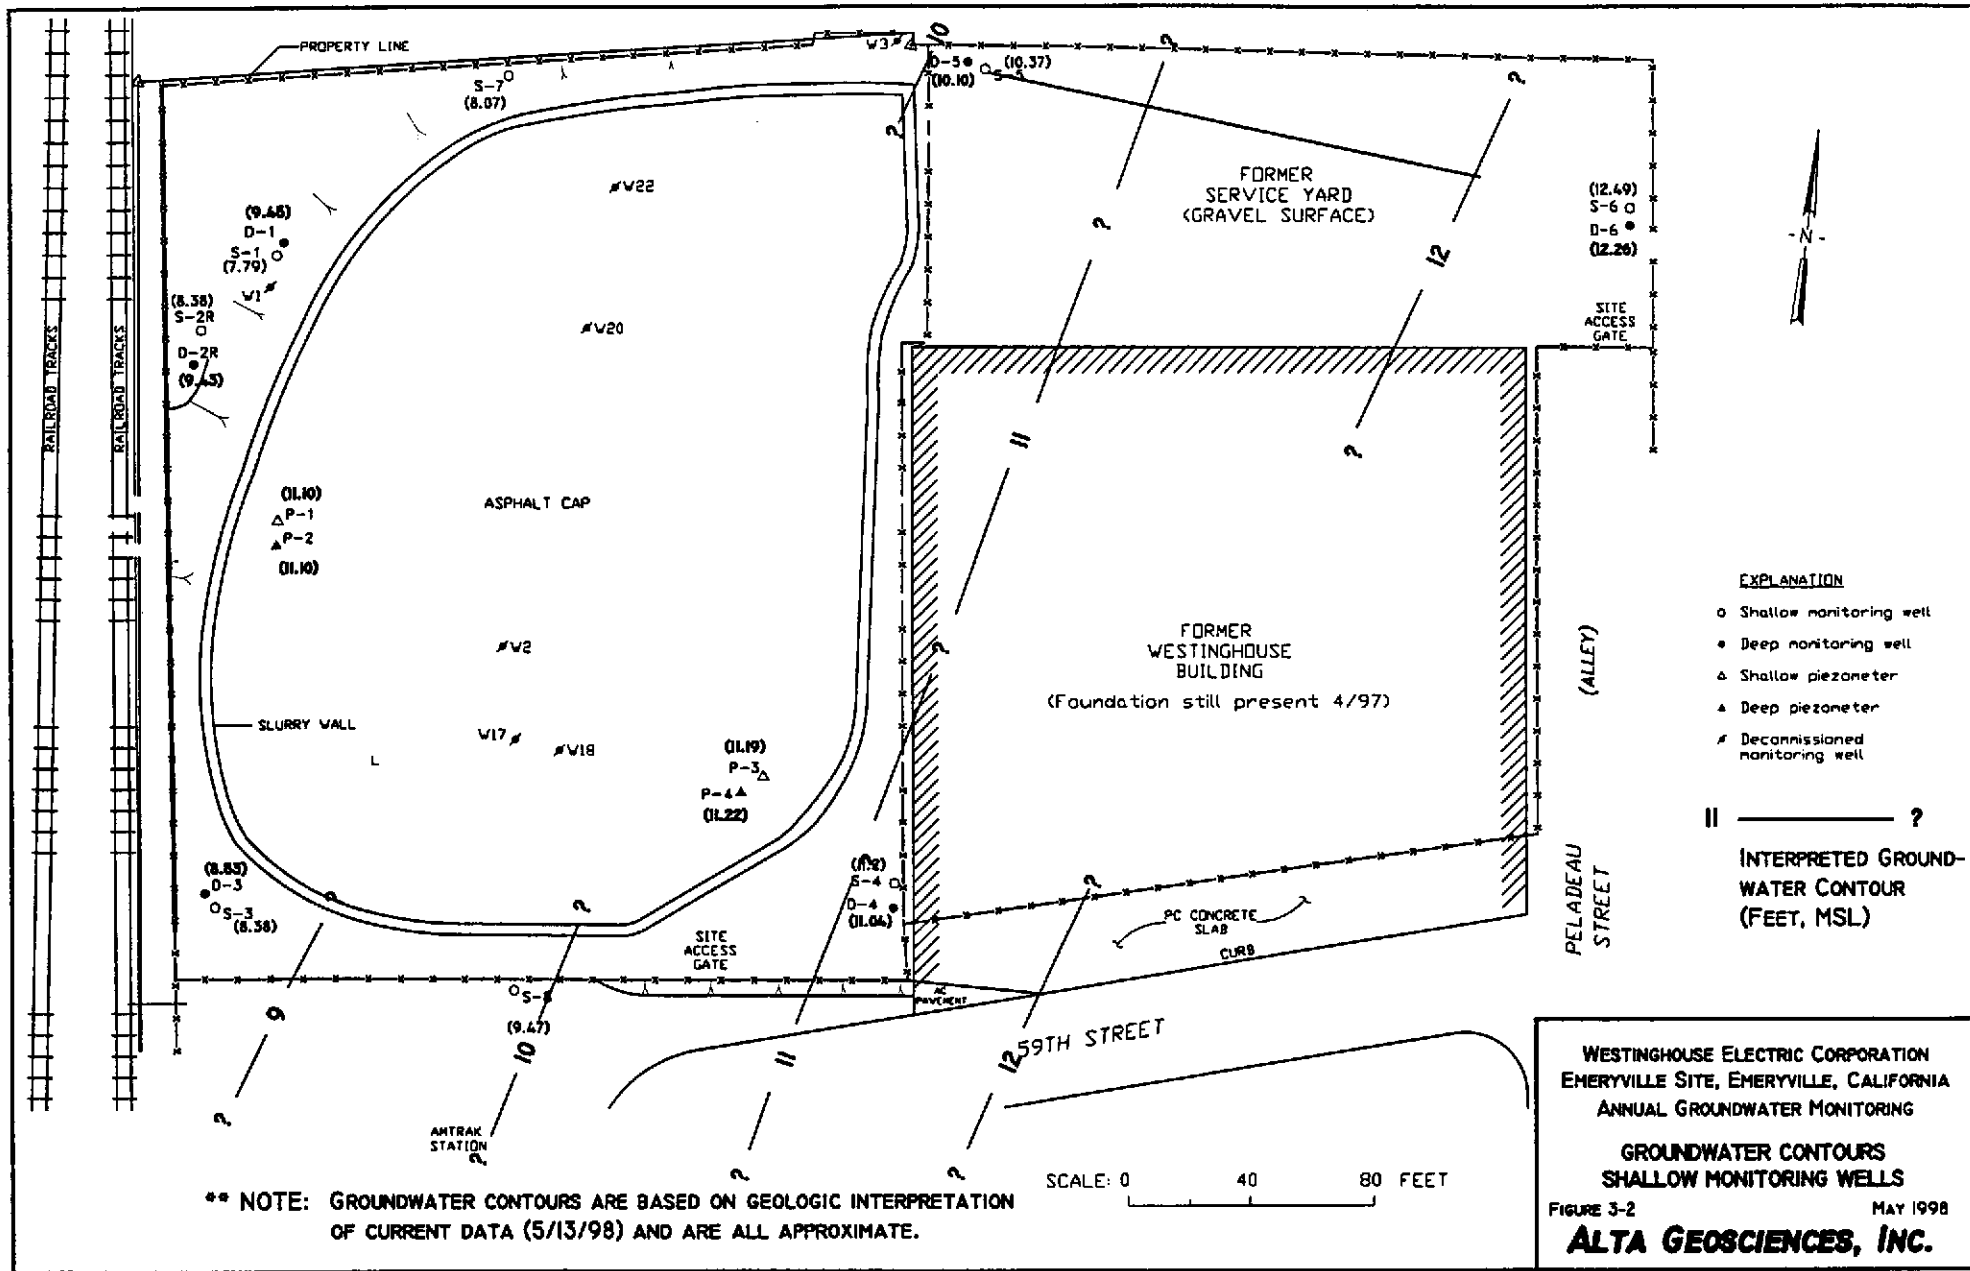 PROPERTY LINE
W3
10
?
D-5
(10.10)
(10.37)
S-5
?
S-7
(8.07)
?
W22
FORMER
SERVICE YARD
(GRAVEL SURFACE)
(12.49)
S-6
D-6
(12.26)
-N-
D-1
S-1
(7.79)
W1
?
12
(8.38)
S-2R
D-2R
W20
SITE
ACCESS
GATE
RAILROAD TRACKS
RAILROAD TRACKS
11
?
(11.10)
P-1
P-2
(11.10)
ASPHALT CAP
EXPLANATION
Shallow monitoring well
Deep monitoring well
Shallow piezometer
Deep piezometer
Decommissioned
monitoring well
11 ?
INTERPRETED GROUND-
WATER CONTOUR
(FEET, MSL)
W2
?
FORMER
WESTINGHOUSE
BUILDING
(Foundation still present 4/97)
(ALLEY)
SLURRY WALL
W17
W18
(11.19)
P-3
P-4
(11.22)
PELADEAU
STREET
D-3
S-3
(8.38)
?
?
?
S-4
D-4
(11.04)
?
PC CONCRETE
SLAB
CURB
SITE
ACCESS
GATE
AC
PAVEMENT
S-8
(9.47)
9
10
11
12
59TH STREET
?
AMTRAK
STATION
?
?
?
SCALE: 0 40 80 FEET
** NOTE: GROUNDWATER CONTOURS ARE BASED ON GEOLOGIC INTERPRETATION
OF CURRENT DATA (5/13/98) AND ARE ALL APPROXIMATE.
WESTINGHOUSE ELECTRIC CORPORATION
EMERYVILLE SITE, EMERYVILLE, CALIFORNIA
ANNUAL GROUNDWATER MONITORING
GROUNDWATER CONTOURS
SHALLOW MONITORING WELLS
FIGURE 3-2 MAY 1998
ALTA GEOSCIENCES, INC.